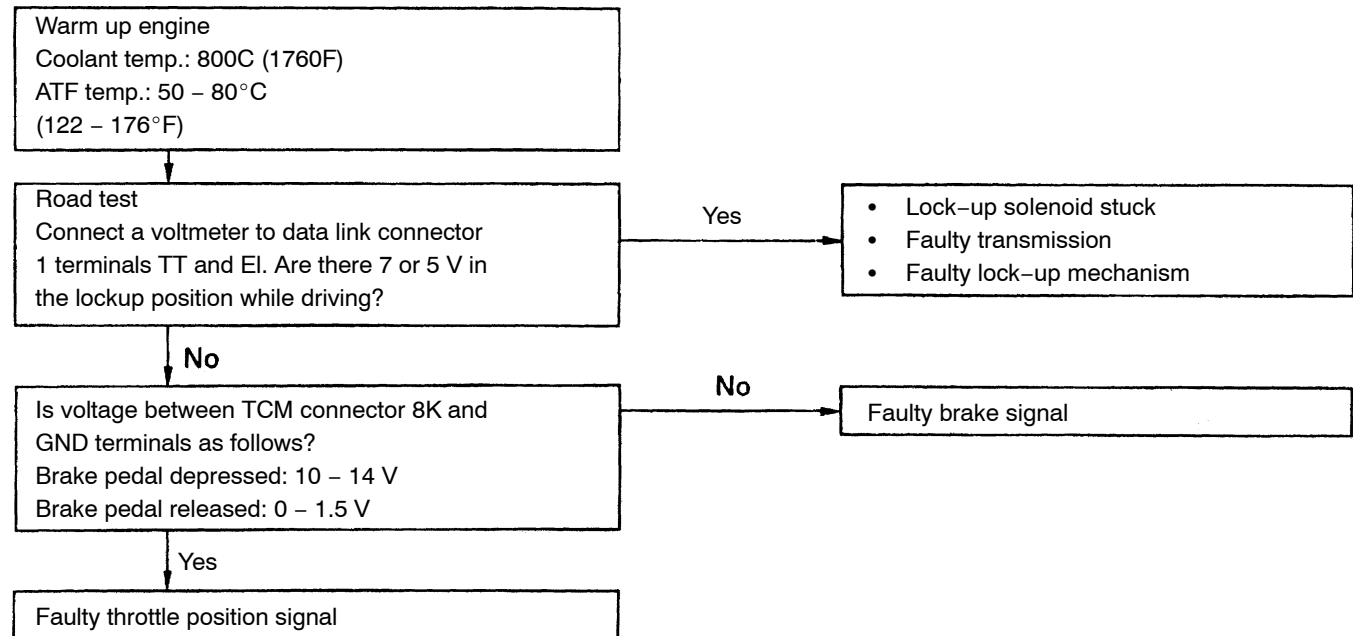 Warm up engine
Coolant temp.: 800C (1760F)
ATF temp.: 50 – 80°C
(122 – 176°F)
Road test
Connect a voltmeter to data link connector
1 terminals TT and El. Are there 7 or 5 V in
the lockup position while driving?
Yes
• Lock–up solenoid stuck
• Faulty transmission
• Faulty lock–up mechanism
No
Is voltage between TCM connector 8K and
GND terminals as follows?
Brake pedal depressed: 10 – 14 V
Brake pedal released: 0 – 1.5 V
No
Faulty brake signal
Yes
Faulty throttle position signal